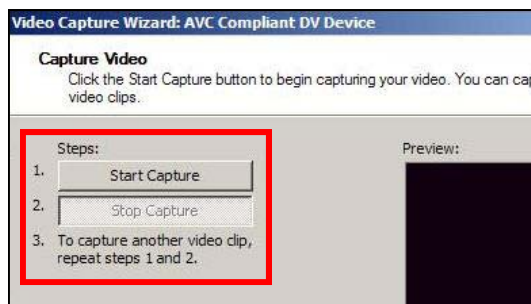 Video Capture Wizard: AVC Compliant DV Device
Capture Video
Click the Start Capture button to begin capturing your video. You can
video clips.
Steps:
Preview:
1. Start Capture
2. Stop Capture
3. To capture another video clip,
repeat steps 1 and 2.